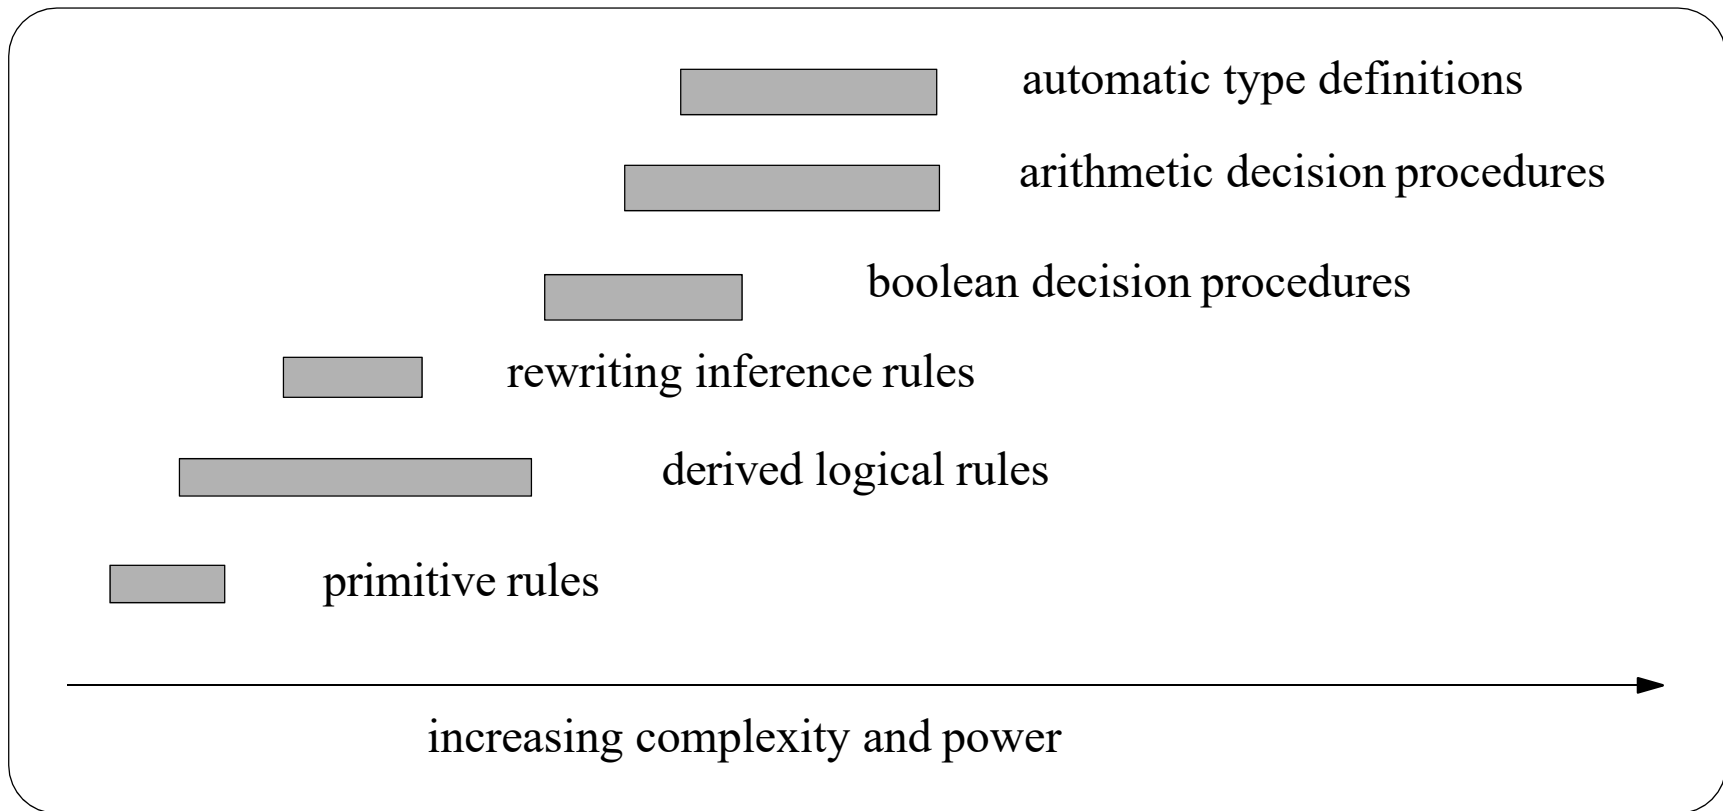 automatic type definitions
arithmetic decision procedures
boolean decision procedures
rewriting inference rules
derived logical rules
primitive rules
increasing complexity and power